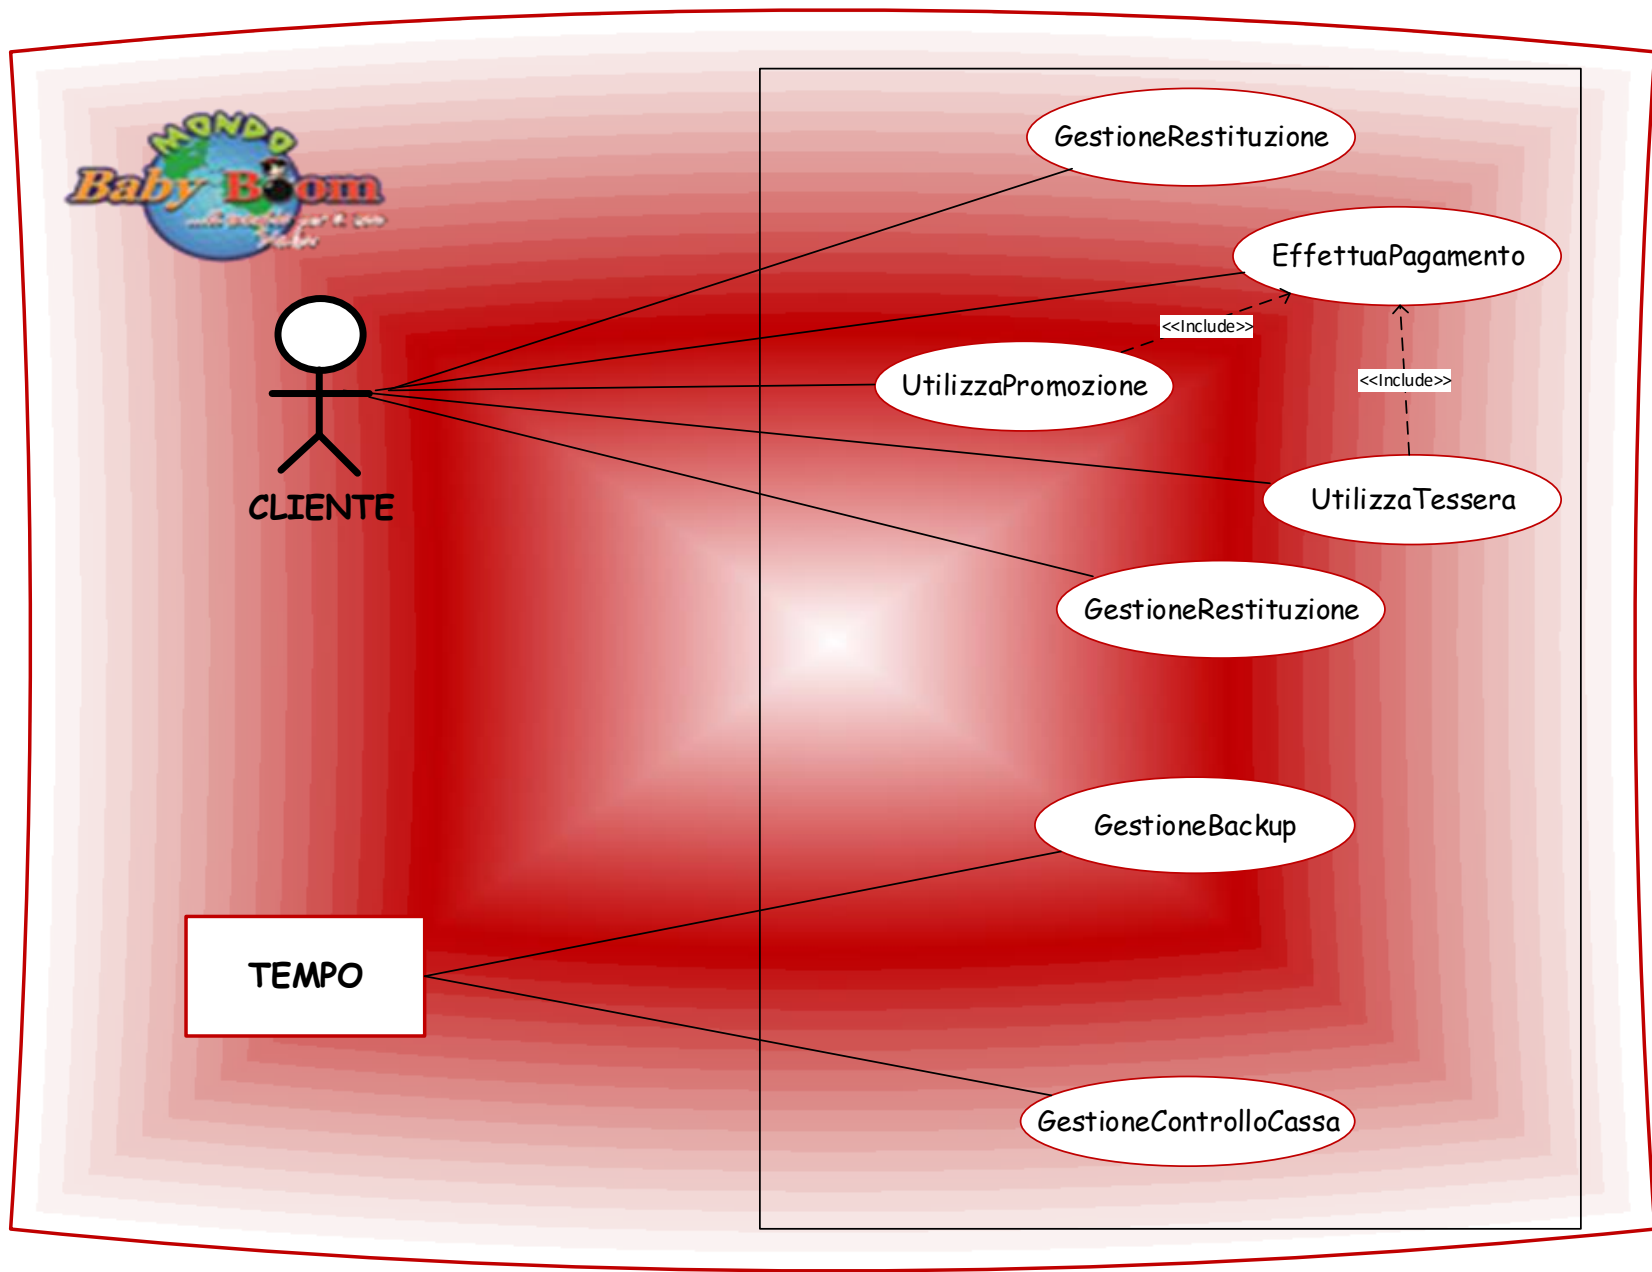 MONDO
Baby Boom
GestioneRestituzione
EffettuaPagamento
<<Include>>
UtilizzaPromozione
<<Include>>
CLIENTE
UtilizzaTessera
GestioneRestituzione
GestioneBackup
TEMPO
GestioneControlloCassa